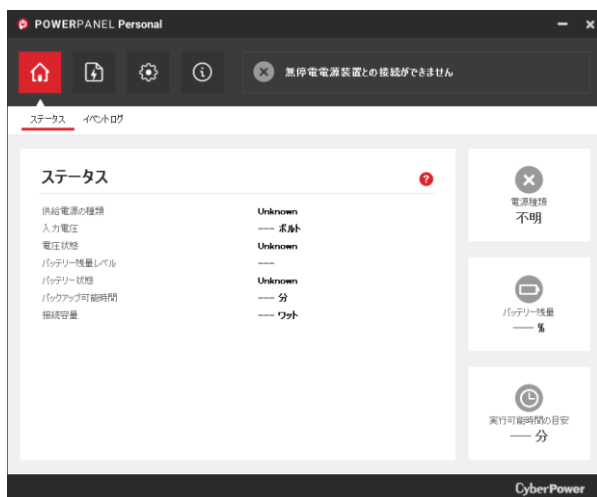 POWERPANEL Personal
無停電電源装置との接続ができません
ステータス イベントログ
ステータス
供給電源の種類 Unknown
入力電圧 --- ボルト
電圧状態 Unknown
バッテリー残量レベル ---
バッテリー状態 Unknown
バックアップ可能時間 --- 分
接続容量 --- ワット
電源種類
不明
バッテリー残量
--- %
実行可能時間の目安
--- 分
CyberPower